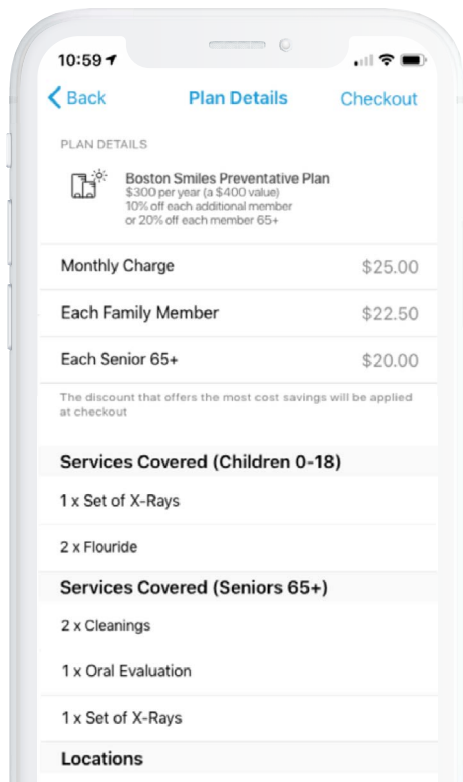 10:59
Back Plan Details Checkout
PLAN DETAILS
Boston Smiles Preventative Plan
$300 per year (a $400 value)
10% off each additional member
or 20% off each member 65+
Monthly Charge $25.00
Each Family Member $22.50
Each Senior 65+ $20.00
The discount that offers the most cost savings will be applied
at checkout
Services Covered (Children 0-18)
1 x Set of X-Rays
2 x Flouride
Services Covered (Seniors 65+)
2 x Cleanings
1 x Oral Evaluation
1 x Set of X-Rays
Locations